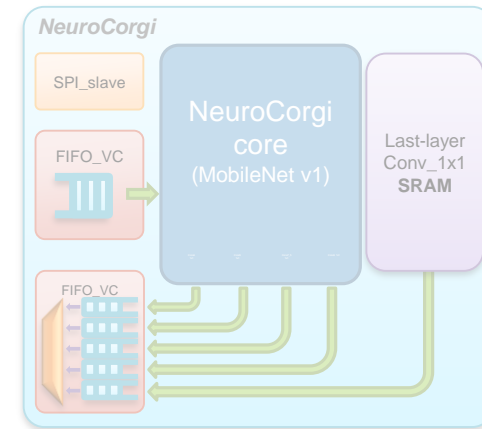 NeuroCorgi
SPI_slave
NeuroCorgi
core
(MobileNet v1)
Last-layer
Conv_1x1
SRAM
FIFO_VC
FIFO_VC